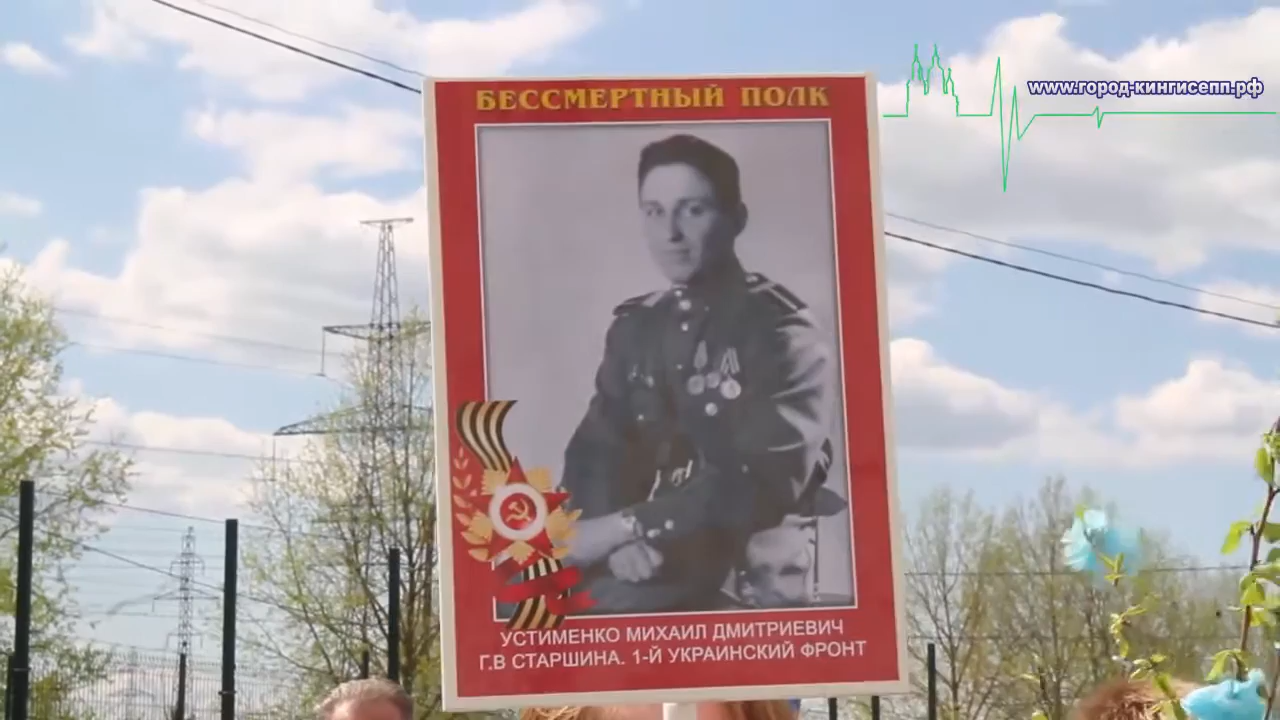 www.город-кингисепп.рф
БЕССМЕРТНЫЙ ПОЛК
УСТИМЕНКО МИХАИЛ ДМИТРИЕВИЧ
Г.В СТАРШИНА. 1-Й УКРАИНСКИЙ ФРОНТ